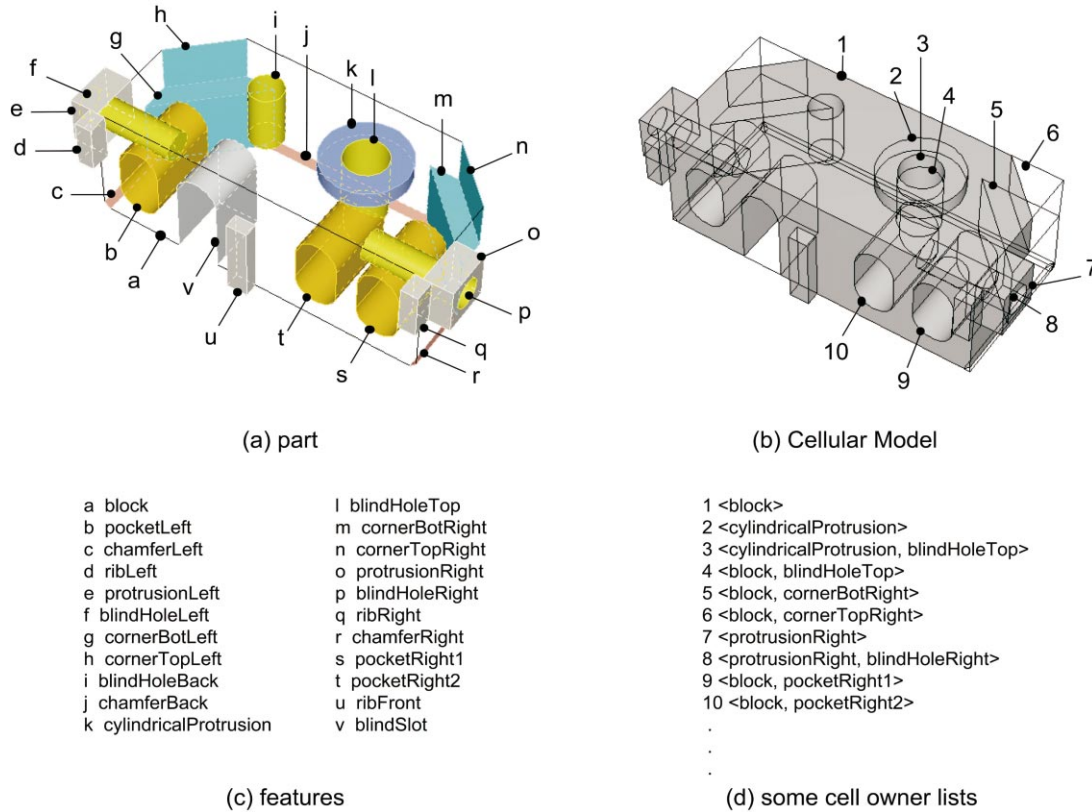 h
i
g
j
f
k
l
e
m
n
d
c
o
b
a
v
p
u
t
q
s
r
1
3
2
4
5
6
7
8
10
9
(a) part
(b) Cellular Model
a block
b pocketLeft
c chamferLeft
d ribLeft
e protrusionLeft
f blindHoleLeft
g cornerBotLeft
h cornerTopLeft
i blindHoleBack
j chamferBack
k cylindricalProtrusion
l blindHoleTop
m cornerBotRight
n cornerTopRight
o protrusionRight
p blindHoleRight
q ribRight
r chamferRight
s pocketRight1
t pocketRight2
u ribFront
v blindSlot
1 <block>
2 <cylindricalProtrusion>
3 <cylindricalProtrusion, blindHoleTop>
4 <block, blindHoleTop>
5 <block, cornerBotRight>
6 <block, cornerTopRight>
7 <protrusionRight>
8 <protrusionRight, blindHoleRight>
9 <block, pocketRight1>
10 <block, pocketRight2>
.
.
.
(c) features
(d) some cell owner lists